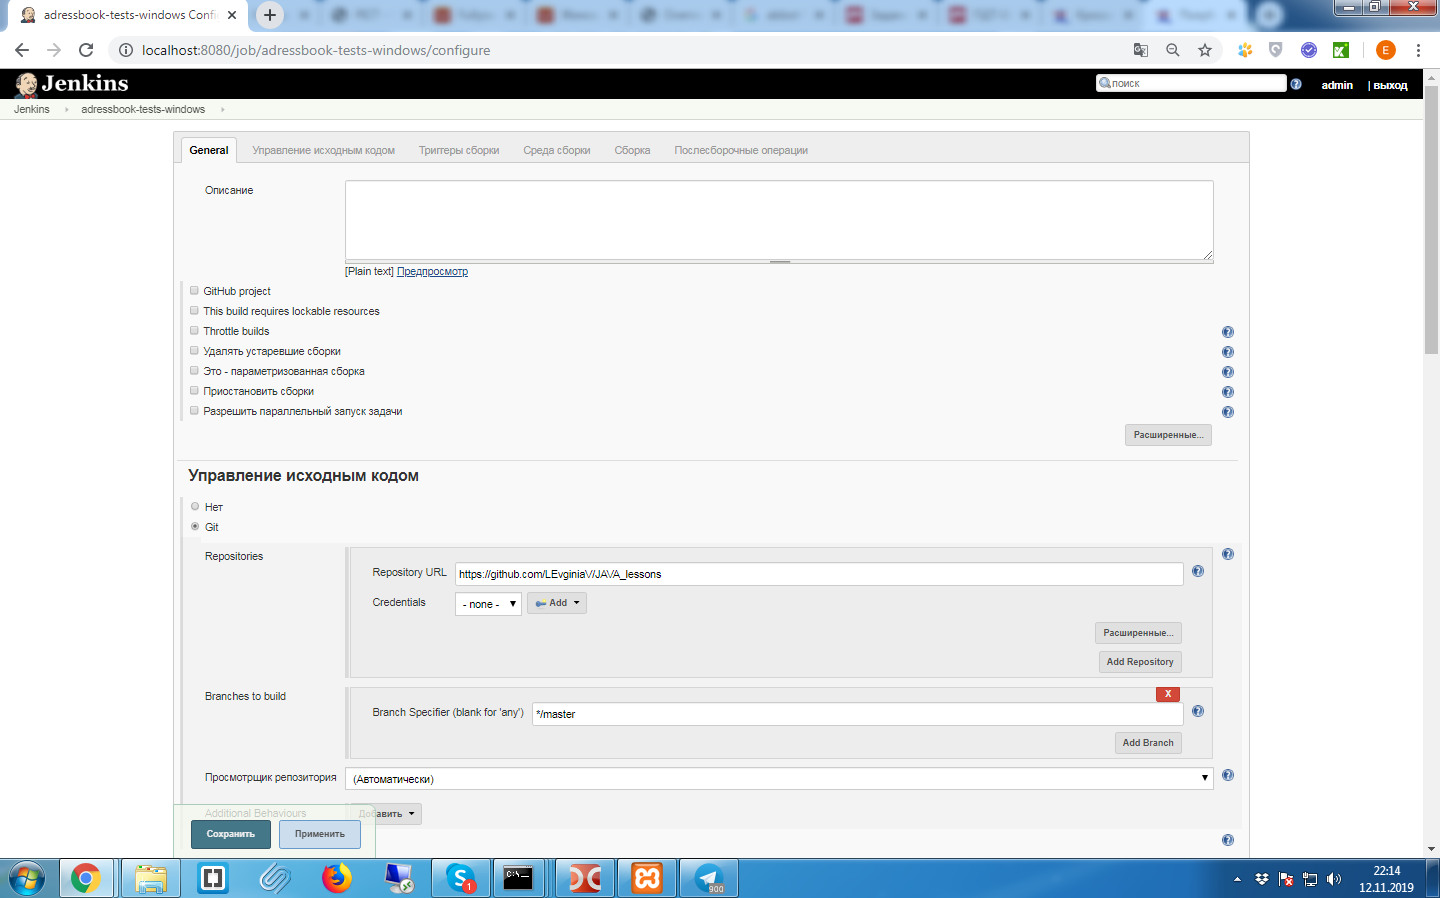 adressbook-tests-windows Confi
localhost:8080/job/adressbook-tests-windows/configure
E
Jenkins
поиск
admin
| выход
Jenkins
adressbook-tests-windows
General
Управление исходным кодом
Триггеры сборки
Среда сборки
Сборка
Послесборочные операции
Описание
[Plain text] Предпросмотр
GitHub project
This build requires lockable resources
Throttle builds
Удалять устаревшие сборки
Это - параметризованная сборка
Приостановить сборки
Разрешить параллельный запуск задачи
Расширенные...
Управление исходным кодом
Нет
Git
Repositories
Repository URL
https://github.com/LEvginia\//JAVA_lessons
Credentials
- none -
Add
Расширенные...
Add Repository
Branches to build
X
Branch Specifier (blank for 'any')
*/master
Add Branch
Просмотрщик репозитория
(Автоматически)
Additional Behaviours
Добавить
Сохранить
Применить
1
C:\
900
22:14
12.11.2019